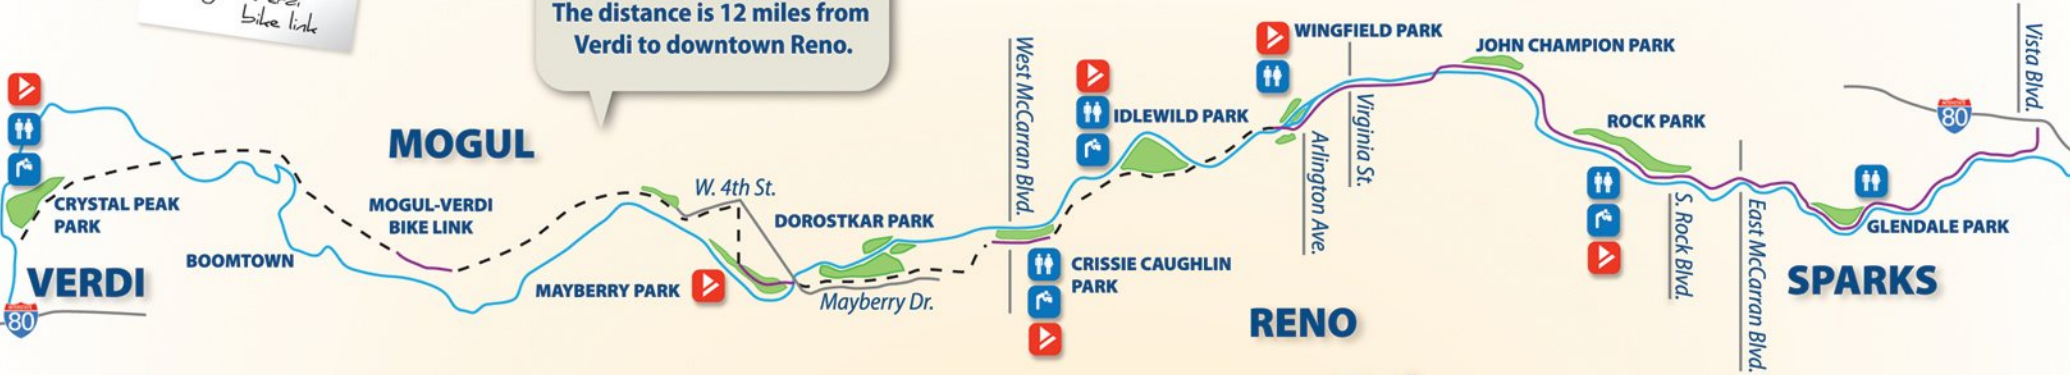 bike link
The distance is 12 miles from
Verdi to downtown Reno.
WINGFIELD PARK
JOHN CHAMPION PARK
Vista Blvd.
West McCarran Blvd.
IDLEWILD PARK
Virginia St.
80
ROCK PARK
MOGUL
Arlington Ave.
W. 4th St.
CRYSTAL PEAK
PARK
MOGUL-VERDI
BIKE LINK
DOROSTKAR PARK
S. Rock Blvd.
East McCarran Blvd.
GLENDALE PARK
BOOMTOWN
VERDI
MAYBERRY PARK
Mayberry Dr.
CRISSIE CAUGHLIN
PARK
SPARKS
RENO
80